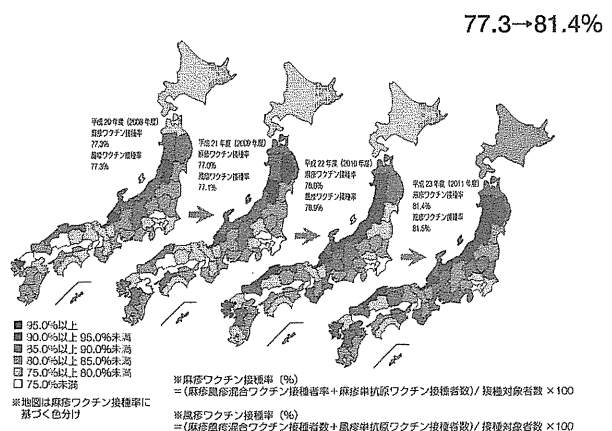 77.3→81.4%
平成20年度(2008年度)
麻疹ワクチン接種率
77.3%
風疹ワクチン接種率
77.3%
平成21年度(2009年度)
麻疹ワクチン接種率
77.0%
風疹ワクチン接種率
77.1%
平成22年度(2010年度)
麻疹ワクチン接種率
78.8%
風疹ワクチン接種率
78.9%
平成23年度(2011年度)
麻疹ワクチン接種率
81.4%
風疹ワクチン接種率
81.5%
95.0%以上
90.0%以上 95.0%未満
85.0%以上 90.0%未満
80.0%以上 85.0%未満
75.0%以上 80.0%未満
75.0%未満
※地図は麻疹ワクチン接種率に
基づく色分け
※麻疹ワクチン接種率(%)
=(麻疹風疹混合ワクチン接種者率+麻疹単抗原ワクチン接種者数)/接種対象者数×100
※風疹ワクチン接種率(%)
=(麻疹風疹混合ワクチン接種者数+風疹単抗原ワクチン接種者数)/接種対象者数×100